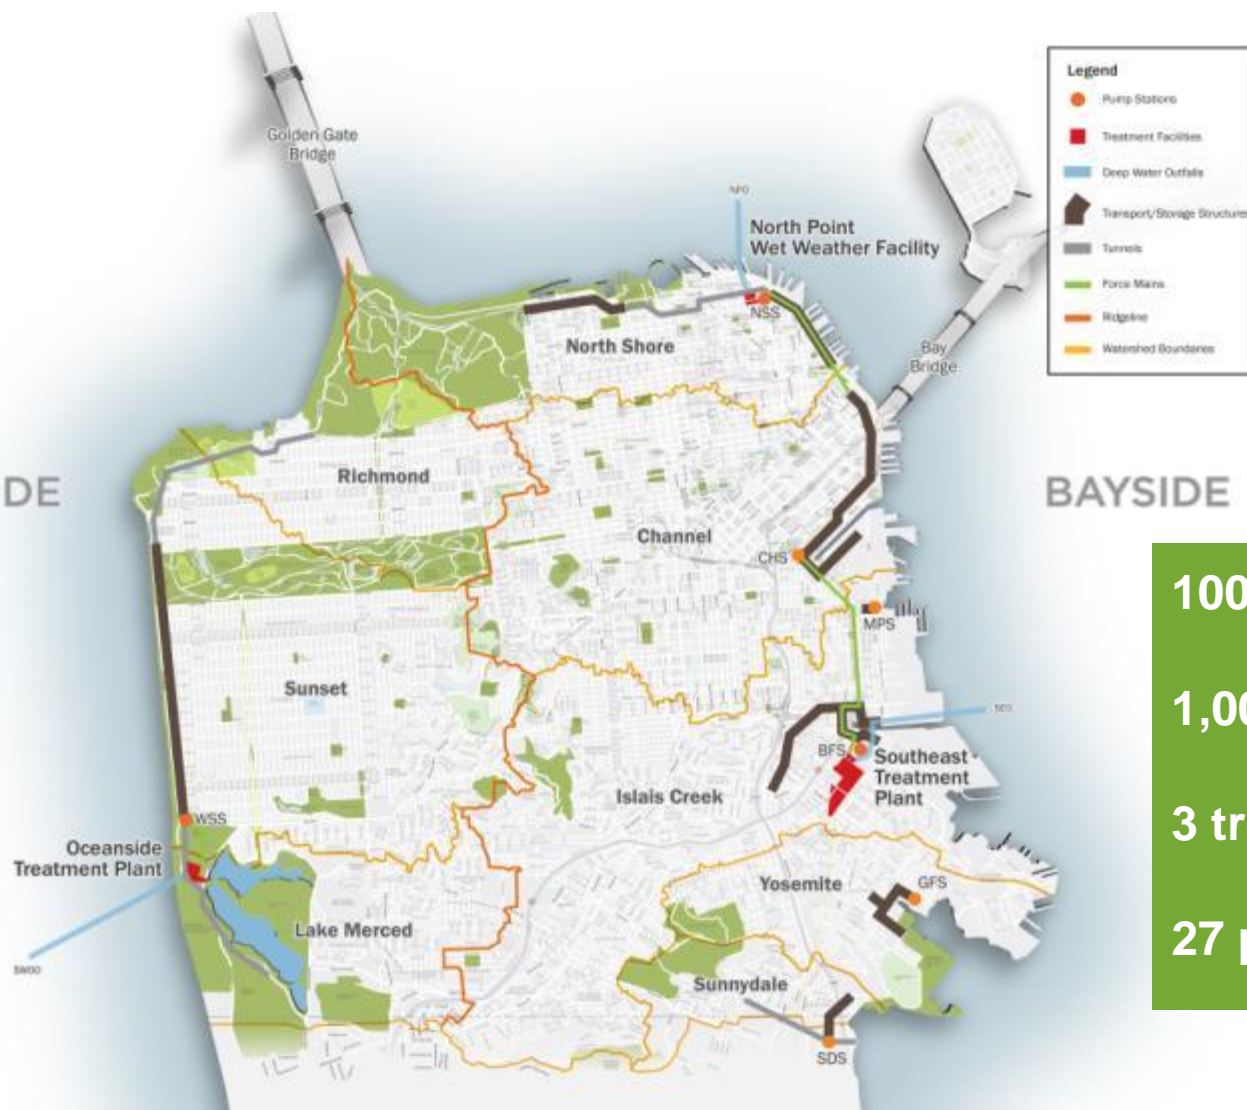 Legend
Pump Stations
Treatment Facilities
Deep Water Outfalls
Transport/Storage Structures
Tunnels
Force Mains
Ridgeline
Watershed Boundaries
Golden Gate
Bridge
NPO
North Point
Wet Weather Facility
NSS
North Shore
Bay
Bridge
Richmond
DE
BAYSIDE
Channel
CHS
MPS
100
1,00
Sunset
SEO
BFS
Southeast
Treatment
Plant
Islais Creek
3 tr
WSS
Oceanside
Treatment Plant
Yosemite
GFS
Lake Merced
27 p
SWOO
Sunnydale
SDS